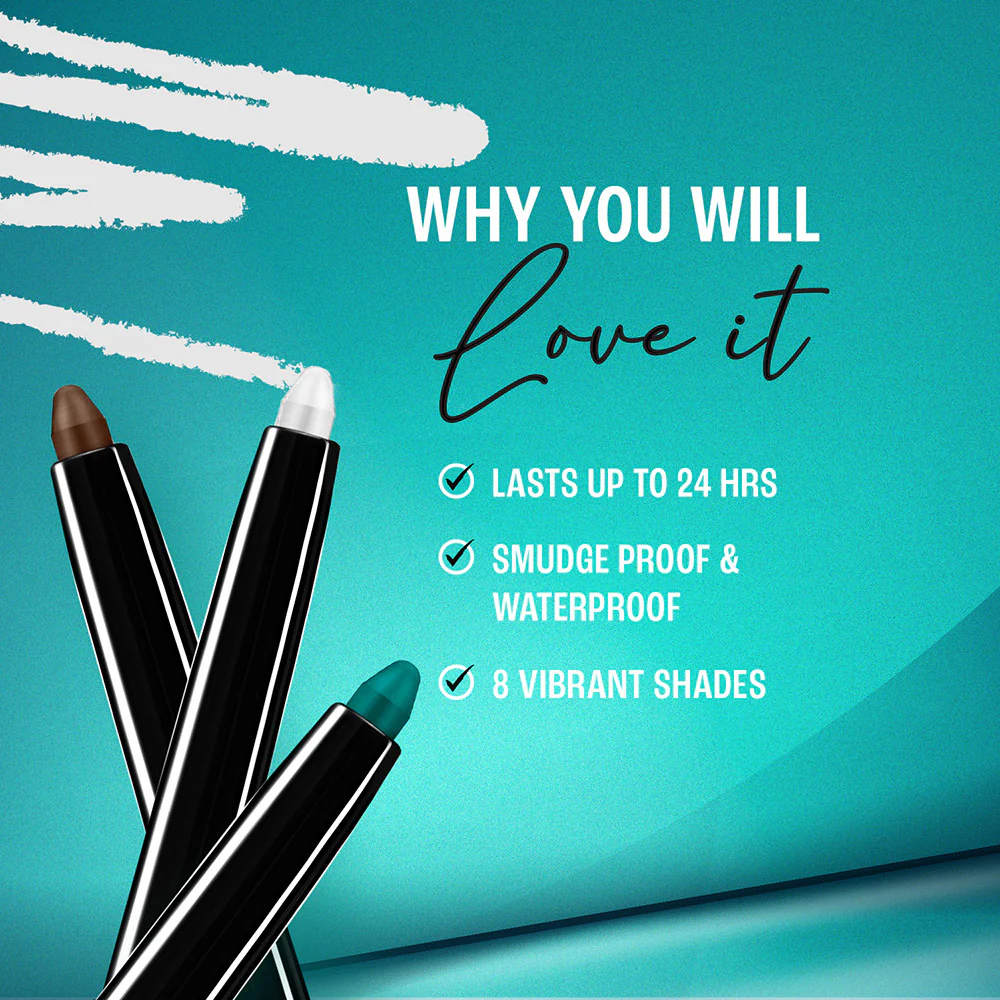 WHY YOU WILL
Love it
LASTS UP TO 24 HRS
SMUDGE PROOF &
WATERPROOF
8 VIBRANT SHADES